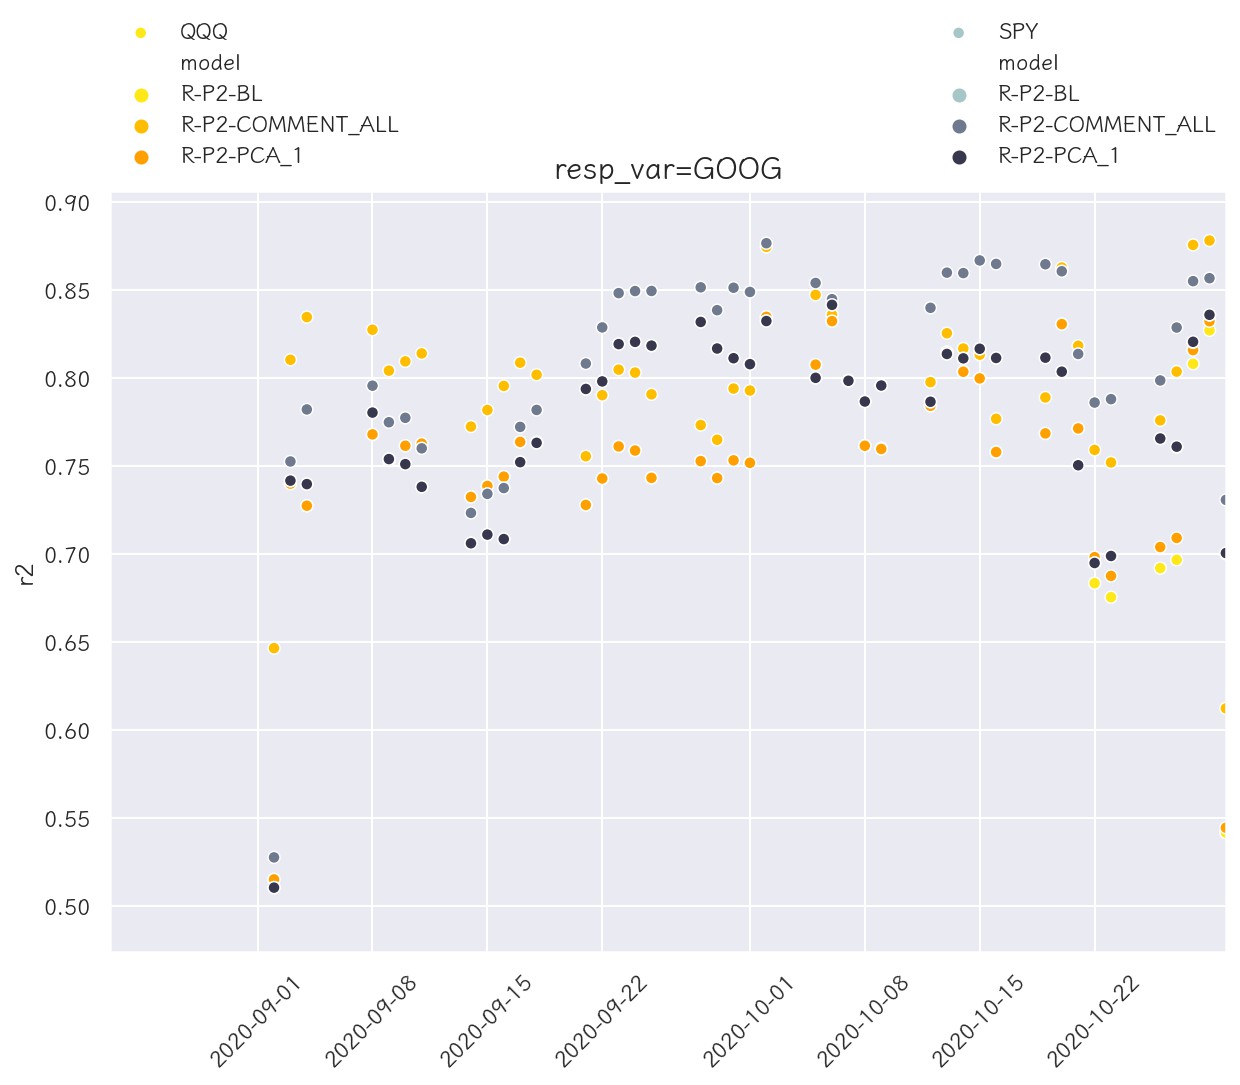 QQQ
model
R-P2-BL
R-P2-COMMENT_ALL
R-P2-PCA_1
SPY
model
R-P2-BL
R-P2-COMMENT_ALL
R-P2-PCA_1
resp_var=GOOG
0.90
0.85
0.80
0.75
0.70
0.65
0.60
0.55
0.50
r2
2020-09-01
2020-09-08
2020-09-15
2020-09-22
2020-10-01
2020-10-08
2020-10-15
2020-10-22